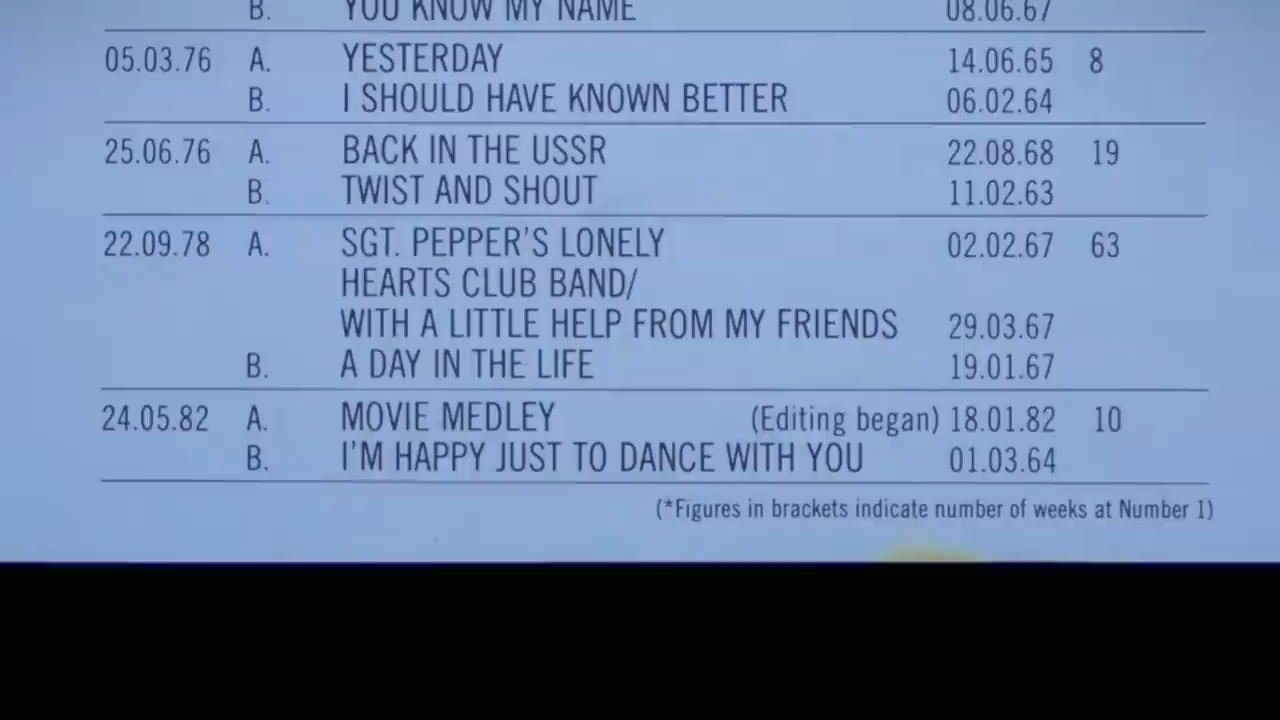 B. YOU KNOW MY NAME 08.06.67
05.03.76 A. YESTERDAY 14.06.65 8
B. I SHOULD HAVE KNOWN BETTER 06.02.64
25.06.76 A. BACK IN THE USSR 22.08.68 19
B. TWIST AND SHOUT 11.02.63
22.09.78 A. SGT. PEPPER'S LONELY 02.02.67 63
HEARTS CLUB BAND/
WITH A LITTLE HELP FROM MY FRIENDS 29.03.67
B. A DAY IN THE LIFE 19.01.67
24.05.82 A. MOVIE MEDLEY (Editing began) 18.01.82 10
B. I'M HAPPY JUST TO DANCE WITH YOU 01.03.64
(*Figures in brackets indicate number of weeks at Number 1)